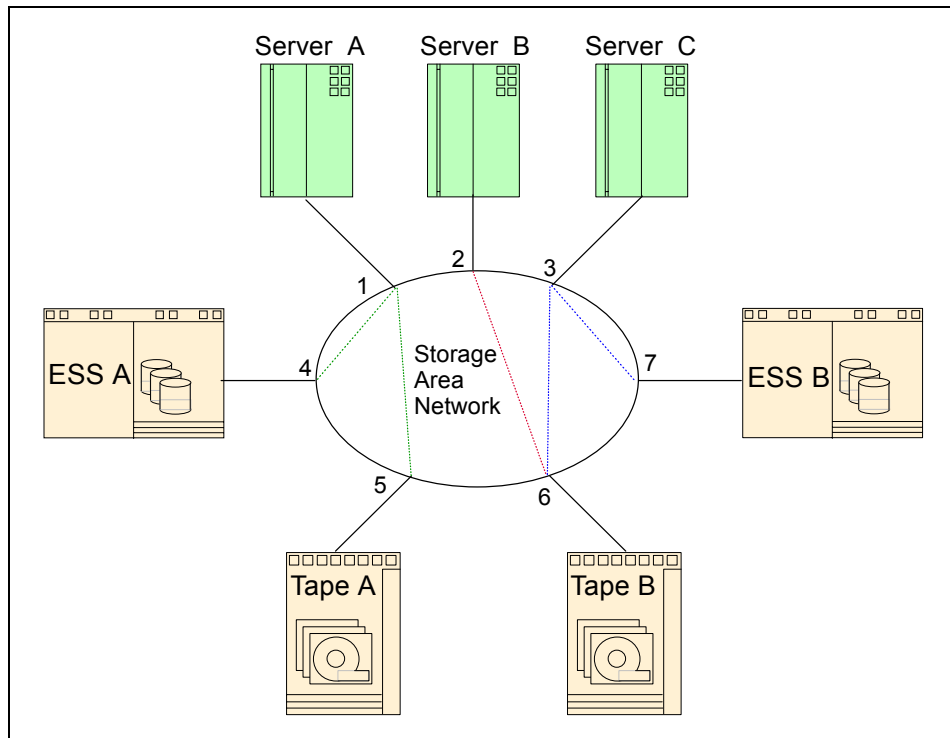 Server A
Server B
Server C
1
2
3
ESS A
4
Storage
Area
Network
7
ESS B
5
6
Tape A
Tape B